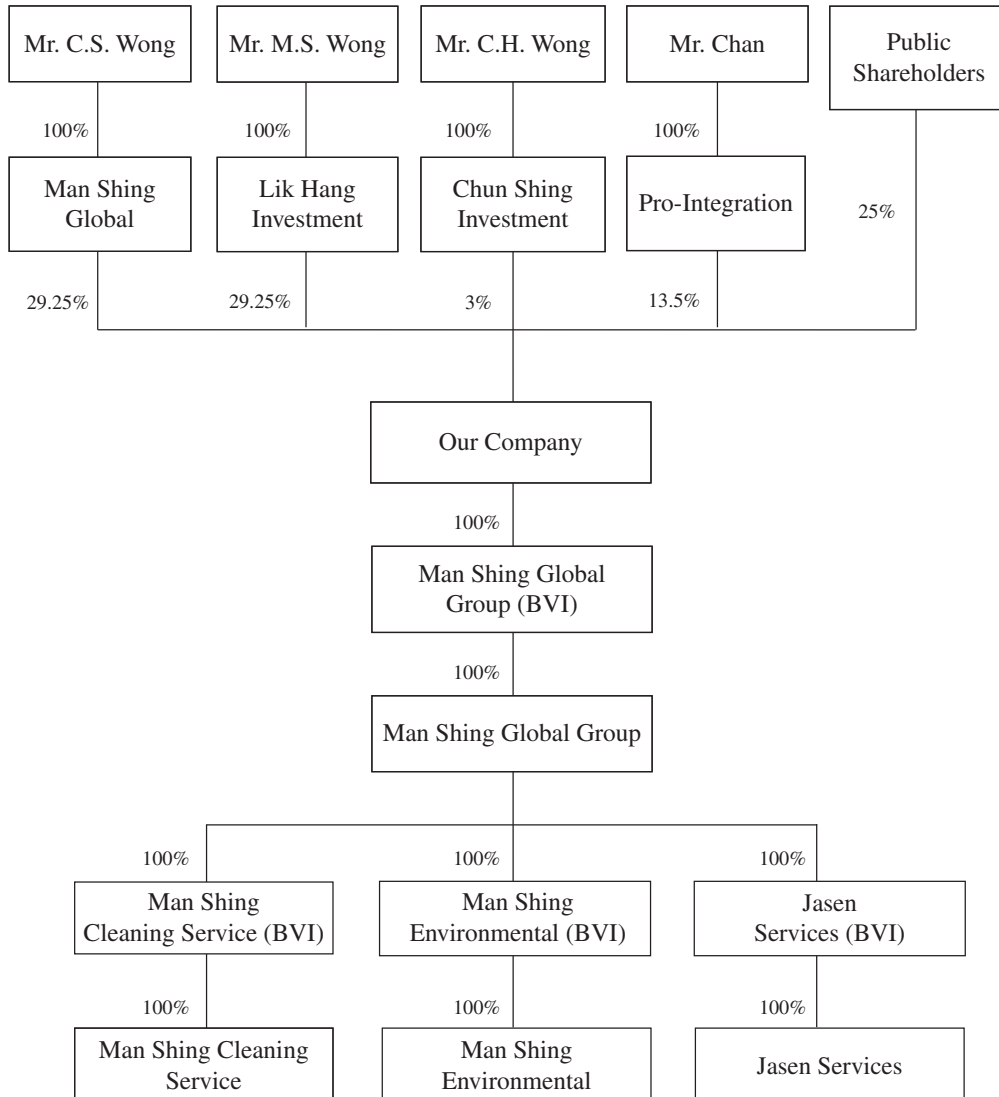 Mr. C.S. Wong
Mr. M.S. Wong
Mr. C.H. Wong
Mr. Chan
Public
Shareholders
100%
100%
100%
100%
Man Shing
Global
Lik Hang
Investment
Chun Shing
Investment
Pro-Integration
25%
29.25%
29.25%
3%
13.5%
Our Company
100%
Man Shing Global
Group (BVI)
100%
Man Shing Global Group
100%
100%
100%
Man Shing
Cleaning Service (BVI)
Man Shing
Environmental (BVI)
Jasen
Services (BVI)
100%
100%
100%
Man Shing Cleaning
Service
Man Shing
Environmental
Jasen Services